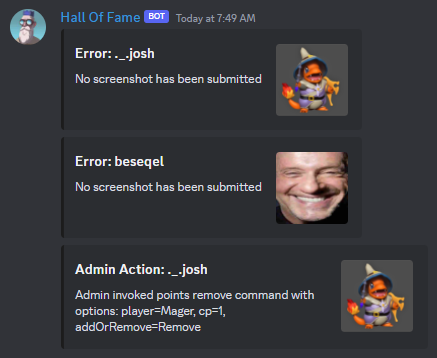 Hall Of Fame BOT Today at 7:49 AM
Error: ._.josh
No screenshot has been submitted
Error: beseqel
No screenshot has been submitted
Admin Action: ._.josh
Admin invoked points remove command with
options: player=Mager, cp=1,
addOrRemove=Remove